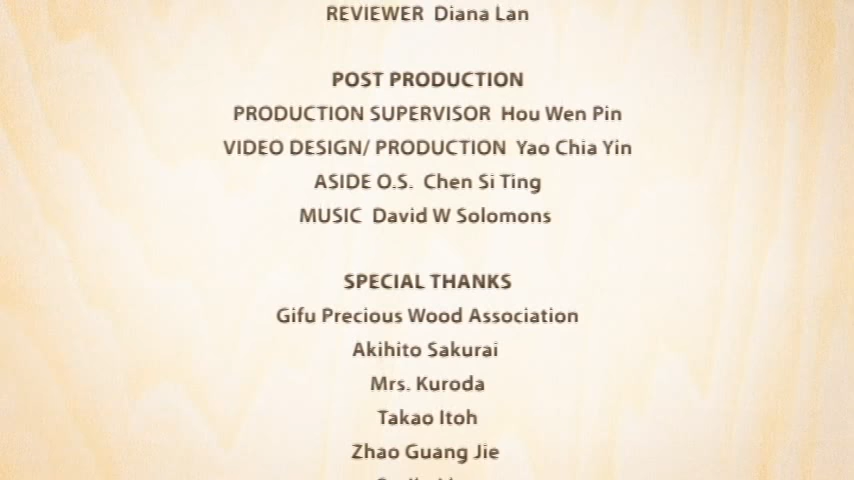 REVIEWER Diana Lan
POST PRODUCTION
PRODUCTION SUPERVISOR Hou Wen Pin
VIDEO DESIGN/ PRODUCTION Yao Chia Yin
ASIDE O.S. Chen Si Ting
MUSIC David W Solomons
SPECIAL THANKS
Gifu Precious Wood Association
Akihito Sakurai
Mrs. Kuroda
Takao Itoh
Zhao Guang Jie